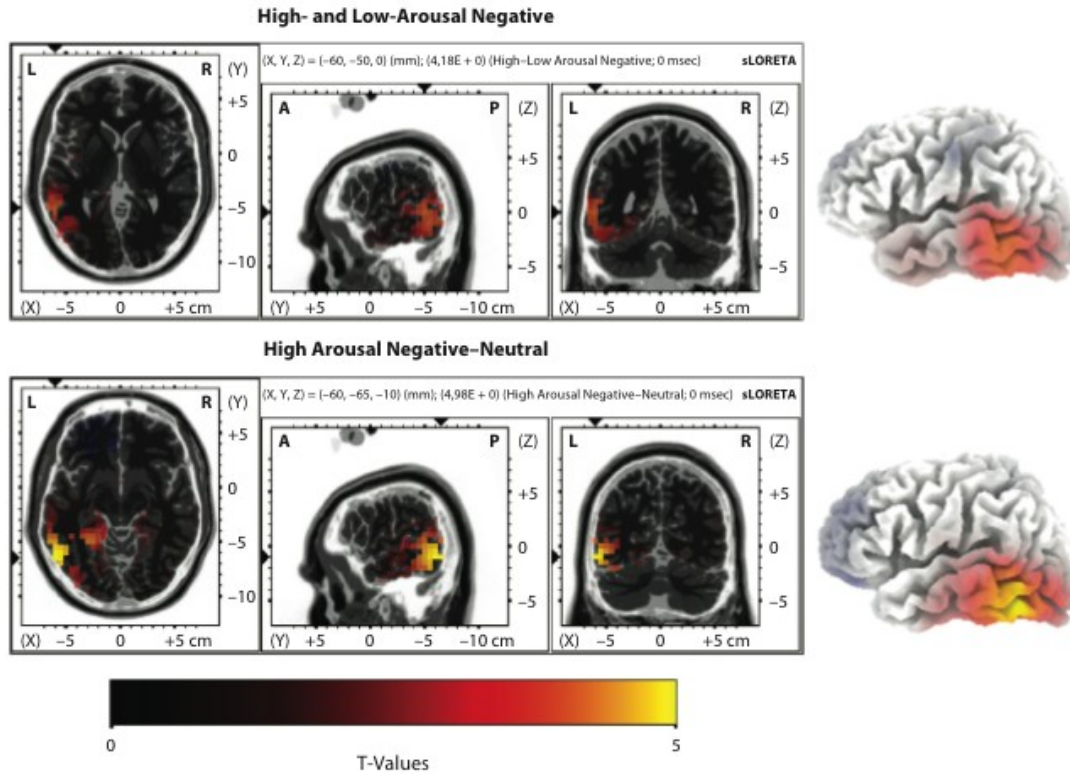 High- and Low-Arousal Negative
(X, Y, Z) = (−60, −50, 0) (mm); (4,18E + 0) (High–Low Arousal Negative; 0 msec) sLORETA
L R (Y)
+5
0
−5
−10
(X) −5 0 +5 cm
A P (Z)
+5
0
−5
(Y) +5 0 −5 −10 cm
L R (Z)
+5
0
−5
(X) −5 0 +5 cm
High Arousal Negative–Neutral
(X, Y, Z) = (−60, −65, −10) (mm); (4,98E + 0) (High Arousal Negative–Neutral; 0 msec) sLORETA
L R (Y)
+5
0
−5
−10
(X) −5 0 +5 cm
A P (Z)
+5
0
−5
(Y) +5 0 −5 −10 cm
L R (Z)
+5
0
−5
(X) −5 0 +5 cm
0 5
T-Values